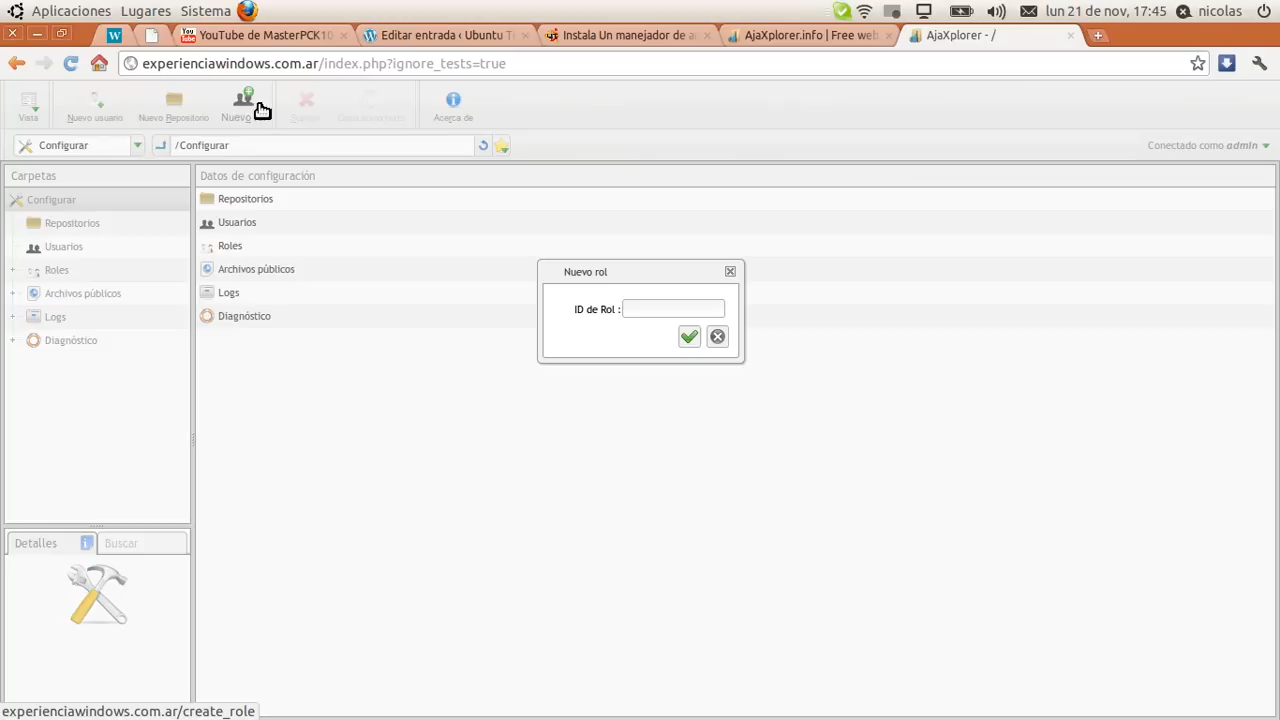 Aplicaciones Lugares Sistema lun 21 de nov, 17:45 nicolas
W YouTube de MasterPCK10 Editar entrada ‹ Ubuntu T Instala Un manejador de a AjaXplorer.info | Free web AjaXplorer - /
experienciawindows.com.ar/index.php?ignore_tests=true
Vista Nuevo usuario Nuevo Repositorio Nuevo Acerca de
Configurar /Configurar Conectado como admin
Carpetas Datos de configuración
Configurar
Repositorios
Usuarios
Roles
Archivos públicos
Logs
Diagnóstico
Repositorios
Usuarios
Roles
Archivos públicos
Logs
Diagnóstico
Nuevo rol
ID de Rol :
Detalles i Buscar
experienciawindows.com.ar/create_role